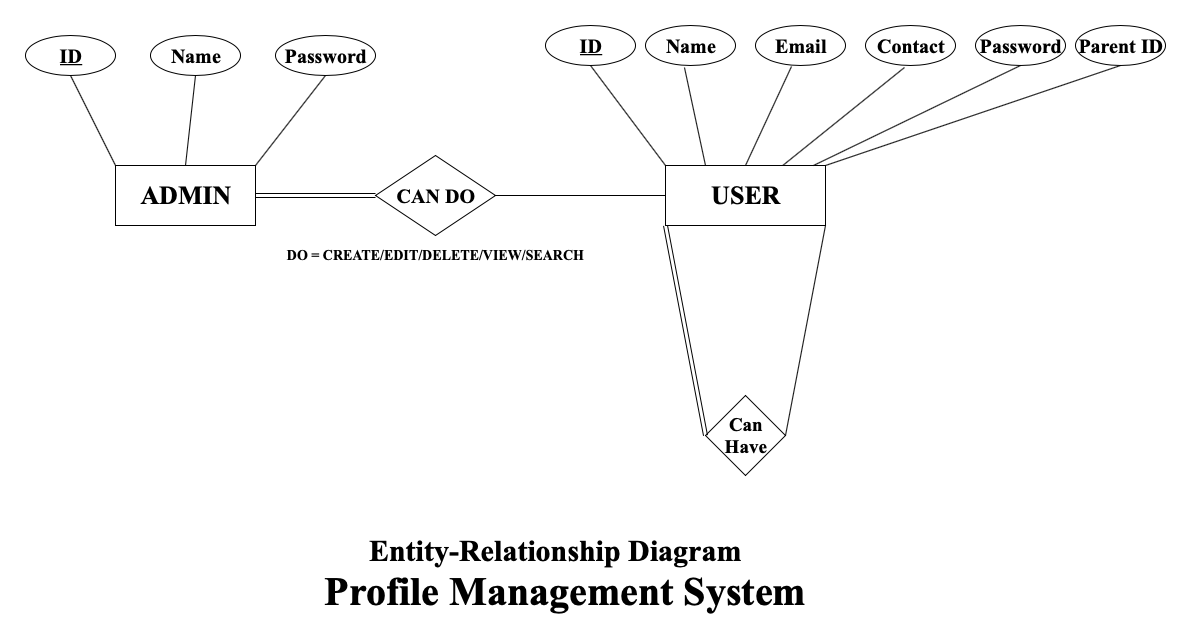 ID
Name
Password
ID
Name
Email
Contact
Password
Parent ID
ADMIN
CAN DO
USER
DO = CREATE/EDIT/DELETE/VIEW/SEARCH
Can
Have
Entity-Relationship Diagram
Profile Management System